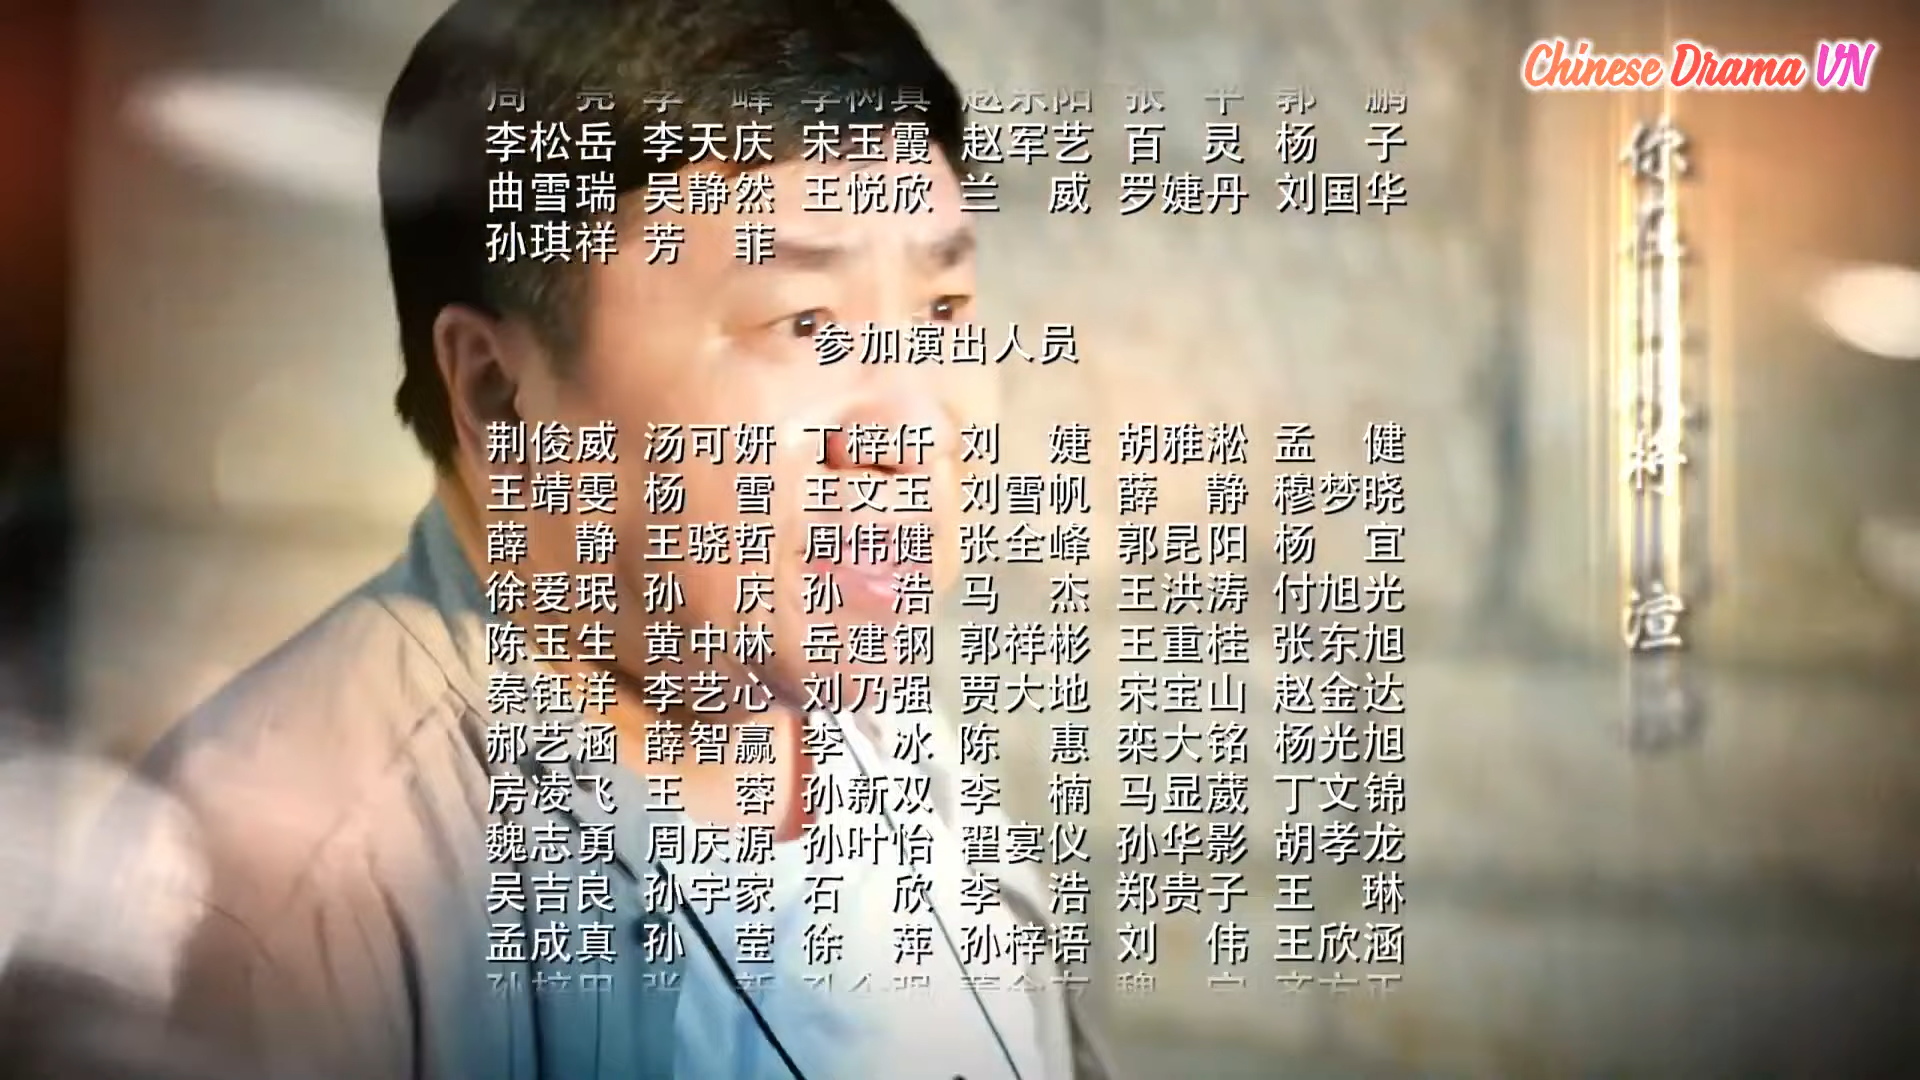 Chinese Drama VN
李松岳 李天庆 宋玉霞 赵军艺 百 灵 杨 子
曲雪瑞 吴静然 王悦欣 兰 威 罗婕丹 刘国华
孙琪祥 芳 菲
参加演出人员
荆俊威 汤可妍 丁梓仟 刘 婕 胡雅淞 孟 健
王靖雯 杨 雪 王文玉 刘雪帆 薛 静 穆梦晓
薛 静 王骁哲 周伟健 张全峰 郭昆阳 杨 宜
徐爱珉 孙 庆 孙 浩 马 杰 王洪涛 付旭光
陈玉生 黄中林 岳建钢 郭祥彬 王重桂 张东旭
秦钰洋 李艺心 刘乃强 贾大地 宋宝山 赵金达
郝艺涵 薛智赢 李 冰 陈 惠 栾大铭 杨光旭
房凌飞 王 蓉 孙新双 李 楠 马显葳 丁文锦
魏志勇 周庆源 孙叶怡 翟宴仪 孙华影 胡孝龙
吴吉良 孙宇家 石 欣 李 浩 郑贵子 王 琳
孟成真 孙 莹 徐 萍 孙梓语 刘 伟 王欣涵